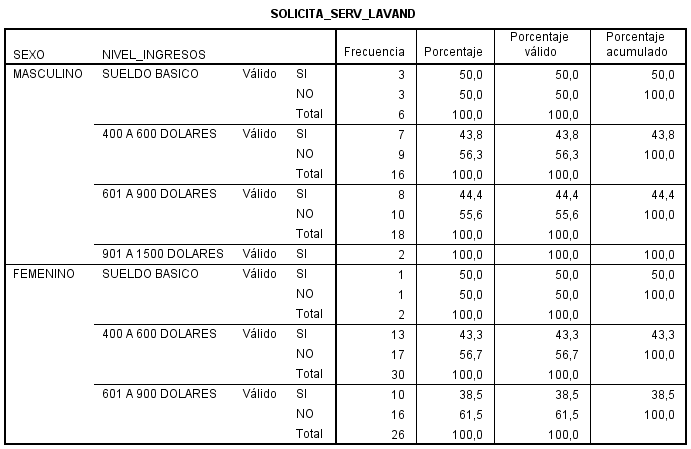 SOLICITA_SERV_LAVAND
SEXO NIVEL_INGRESOS Frecuencia Porcentaje Porcentaje válido Porcentaje acumulado
MASCULINO SUELDO BASICO Válido SI 3 50,0 50,0 50,0
NO 3 50,0 50,0 100,0
Total 6 100,0 100,0
400 A 600 DOLARES Válido SI 7 43,8 43,8 43,8
NO 9 56,3 56,3 100,0
Total 16 100,0 100,0
601 A 900 DOLARES Válido SI 8 44,4 44,4 44,4
NO 10 55,6 55,6 100,0
Total 18 100,0 100,0
901 A 1500 DOLARES Válido SI 2 100,0 100,0 100,0
FEMENINO SUELDO BASICO Válido SI 1 50,0 50,0 50,0
NO 1 50,0 50,0 100,0
Total 2 100,0 100,0
400 A 600 DOLARES Válido SI 13 43,3 43,3 43,3
NO 17 56,7 56,7 100,0
Total 30 100,0 100,0
601 A 900 DOLARES Válido SI 10 38,5 38,5 38,5
NO 16 61,5 61,5 100,0
Total 26 100,0 100,0